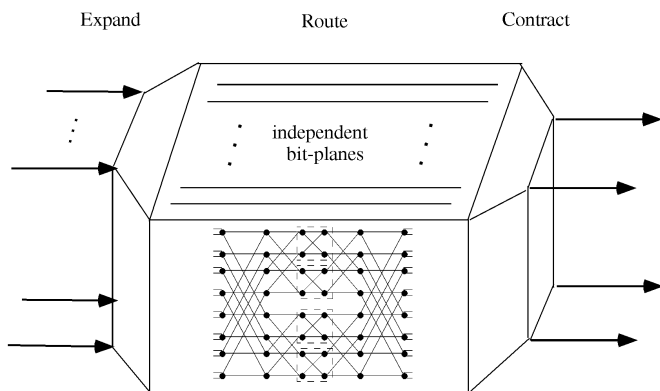 Expand
Route
Contract
independent
bit-planes